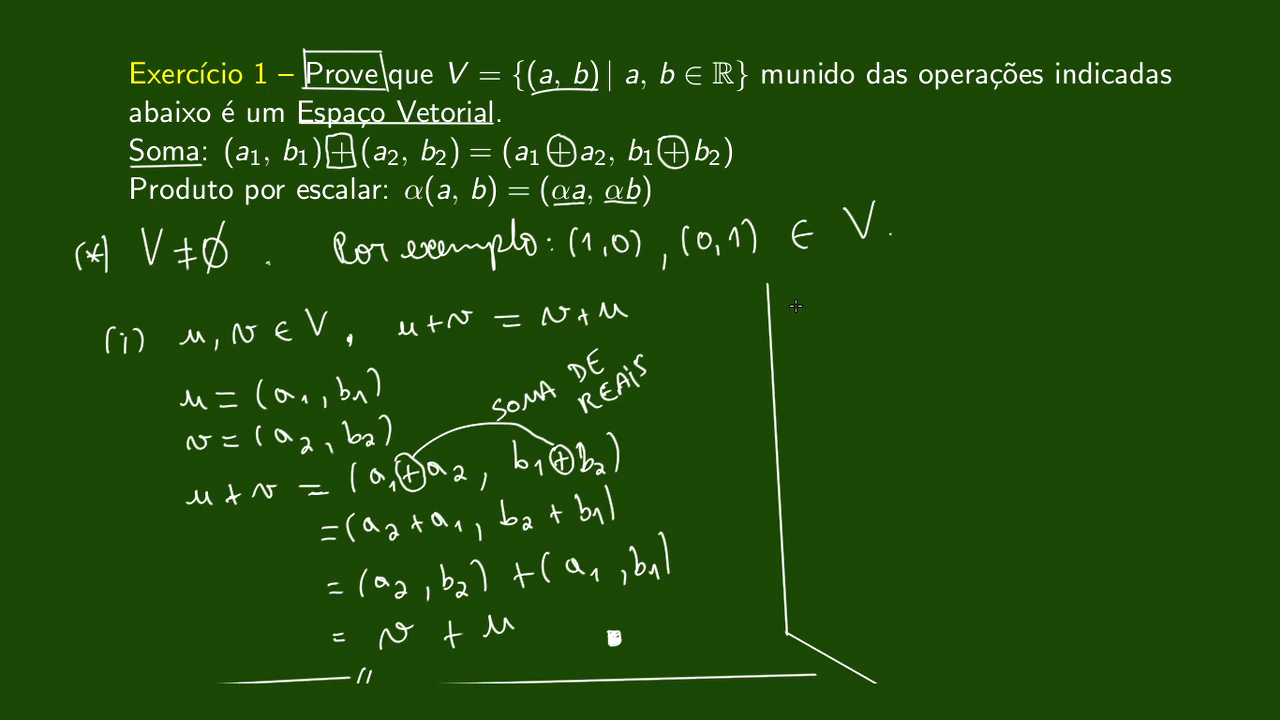 Exercício 1 – Prove que V = {(a, b) | a, b ∈ ℝ} munido das operações indicadas
abaixo é um Espaço Vetorial.
Soma: (a₁, b₁) + (a₂, b₂) = (a₁ + a₂, b₁ + b₂)
Produto por escalar: α(a, b) = (αa, αb)
(*) V ≠ ∅. Por exemplo: (1,0), (0,1) ∈ V.
(i) u, v ∈ V, u + v = v + u
u = (a₁, b₁)
SOMA DE REAIS
v = (a₂, b₂)
u + v = (a₁ + a₂, b₁ + b₂)
= (a₂ + a₁, b₂ + b₁)
= (a₂, b₂) + (a₁, b₁)
= v + u